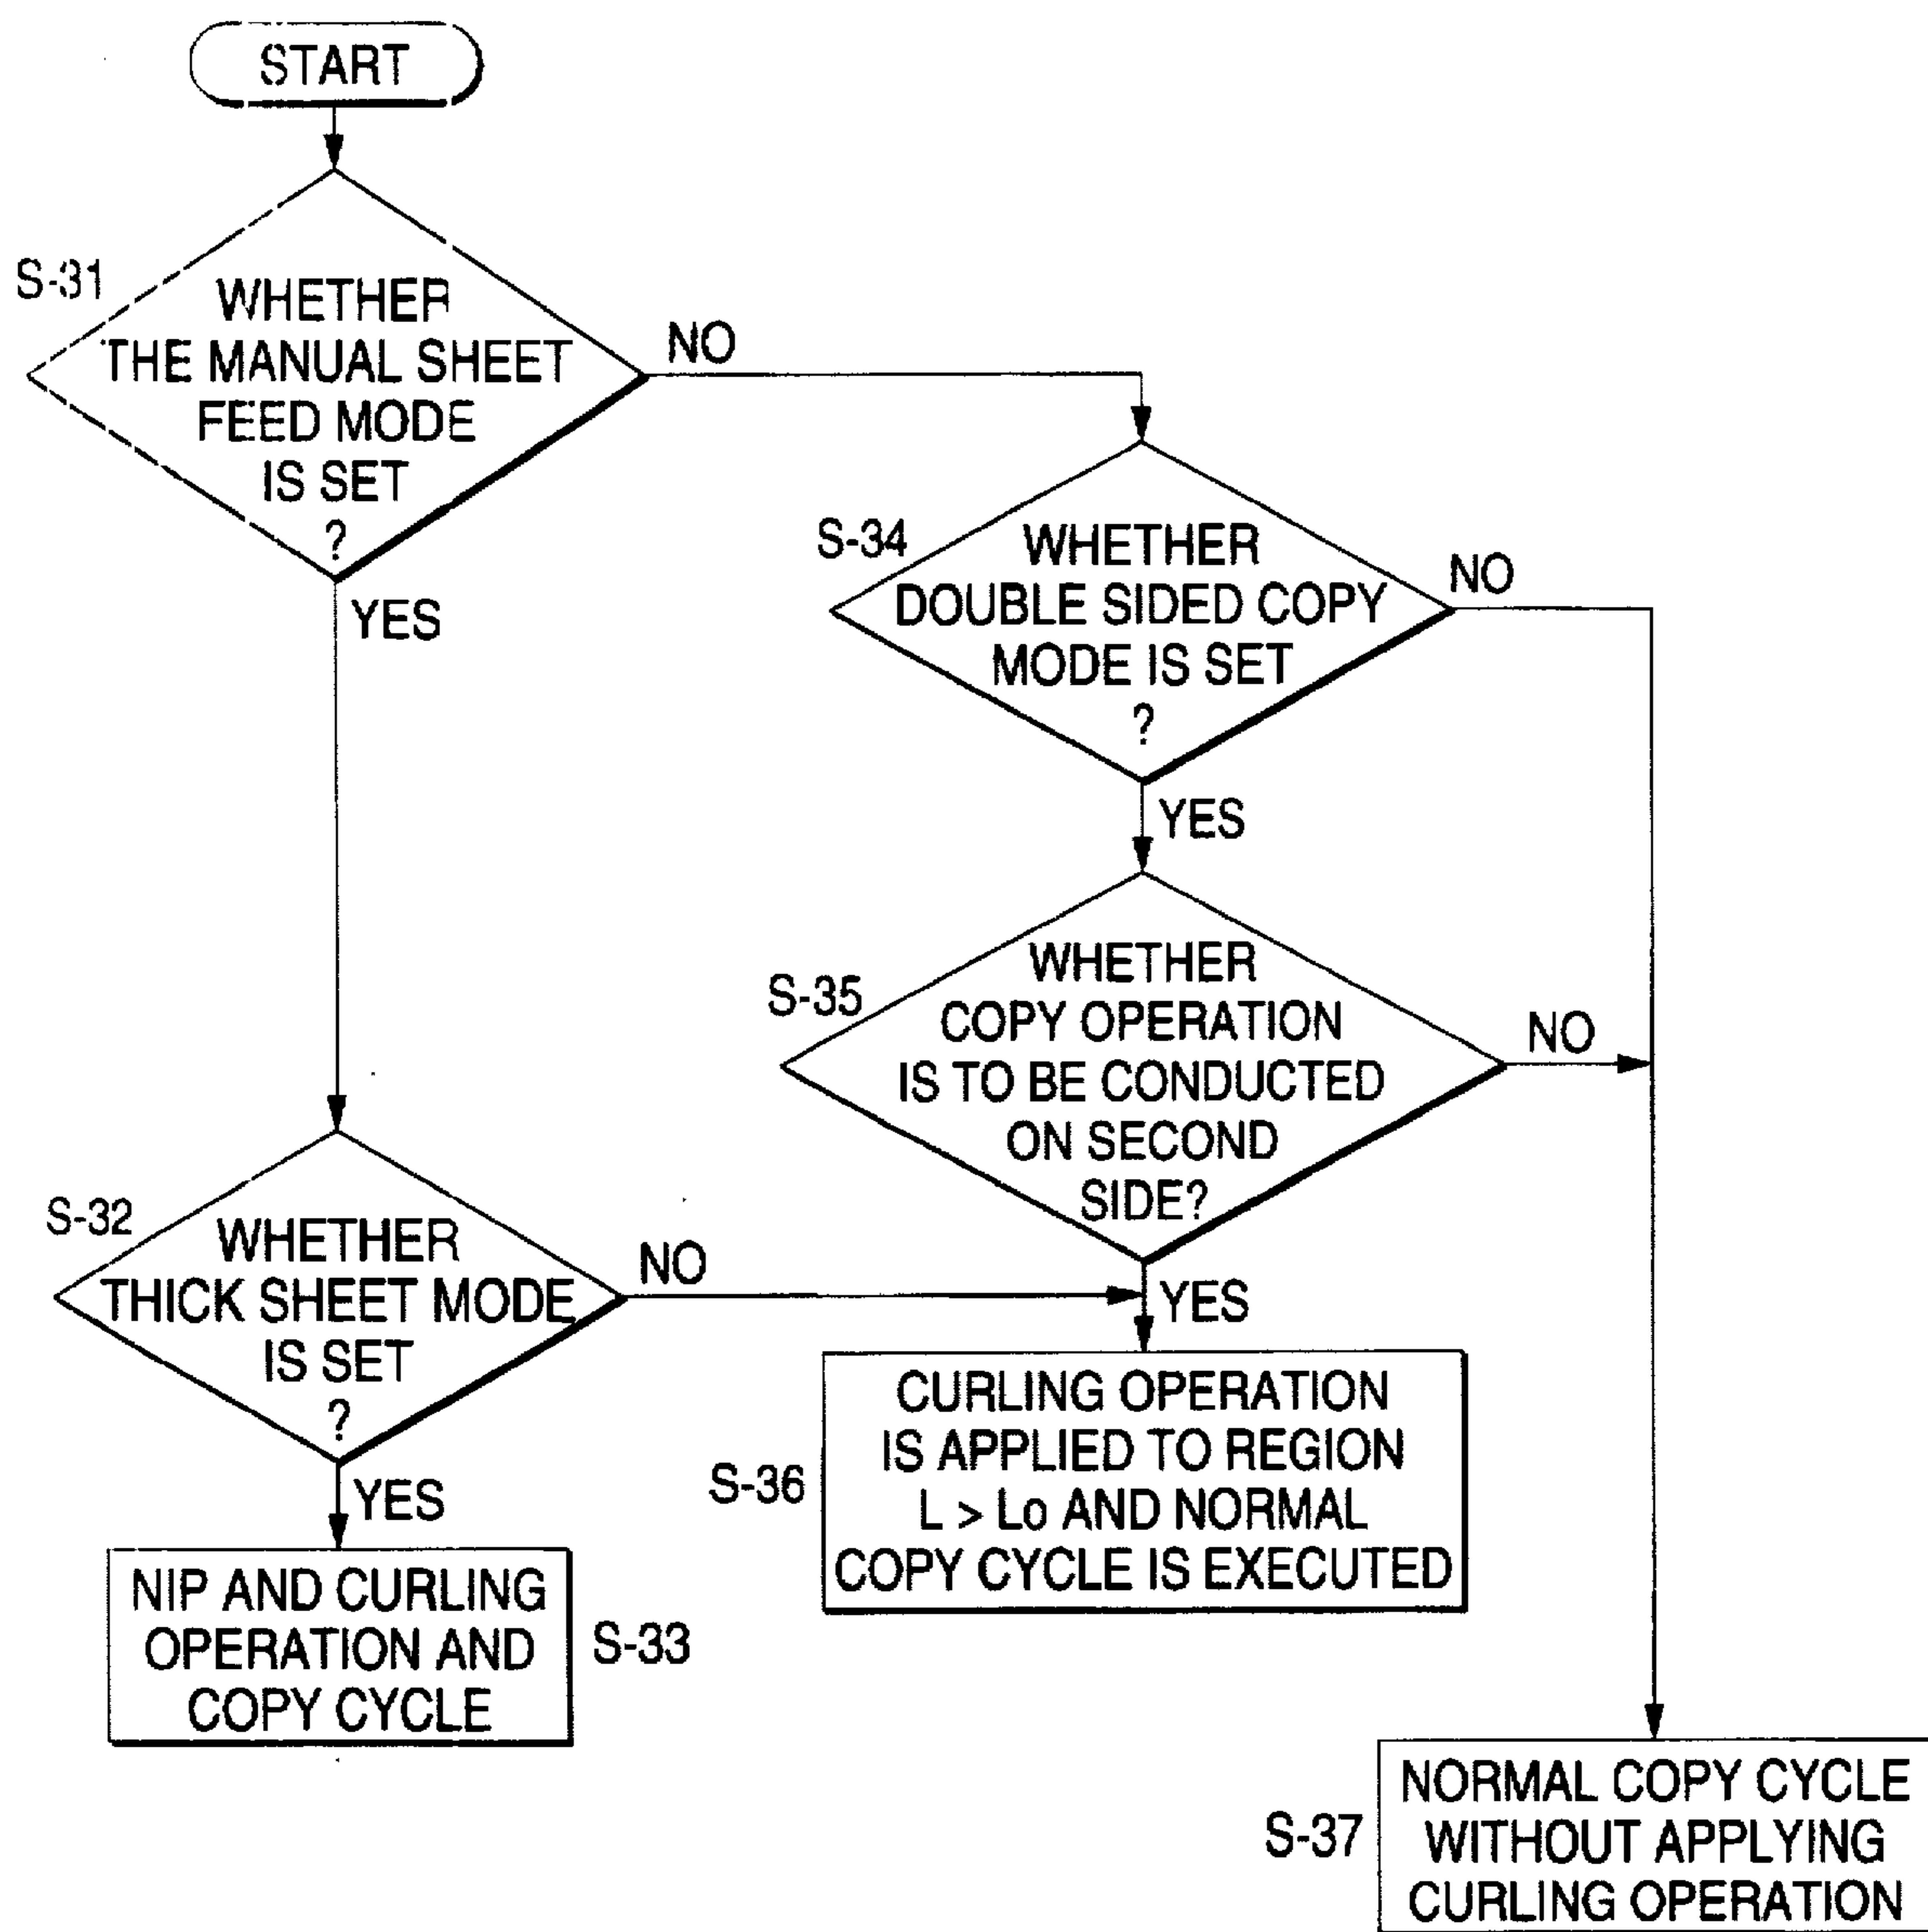 START
S-31
WHETHER
THE MANUAL SHEET
FEED MODE
IS SET
?
NO
YES
S-34
WHETHER
DOUBLE SIDED COPY
MODE IS SET
?
NO
YES
S-35
WHETHER
COPY OPERATION
IS TO BE CONDUCTED
ON SECOND
SIDE?
NO
YES
S-32
WHETHER
THICK SHEET MODE
IS SET
?
NO
YES
S-36
CURLING OPERATION
IS APPLIED TO REGION
L > Lo AND NORMAL
COPY CYCLE IS EXECUTED
NIP AND CURLING
OPERATION AND
COPY CYCLE
S-33
S-37
NORMAL COPY CYCLE
WITHOUT APPLYING
CURLING OPERATION